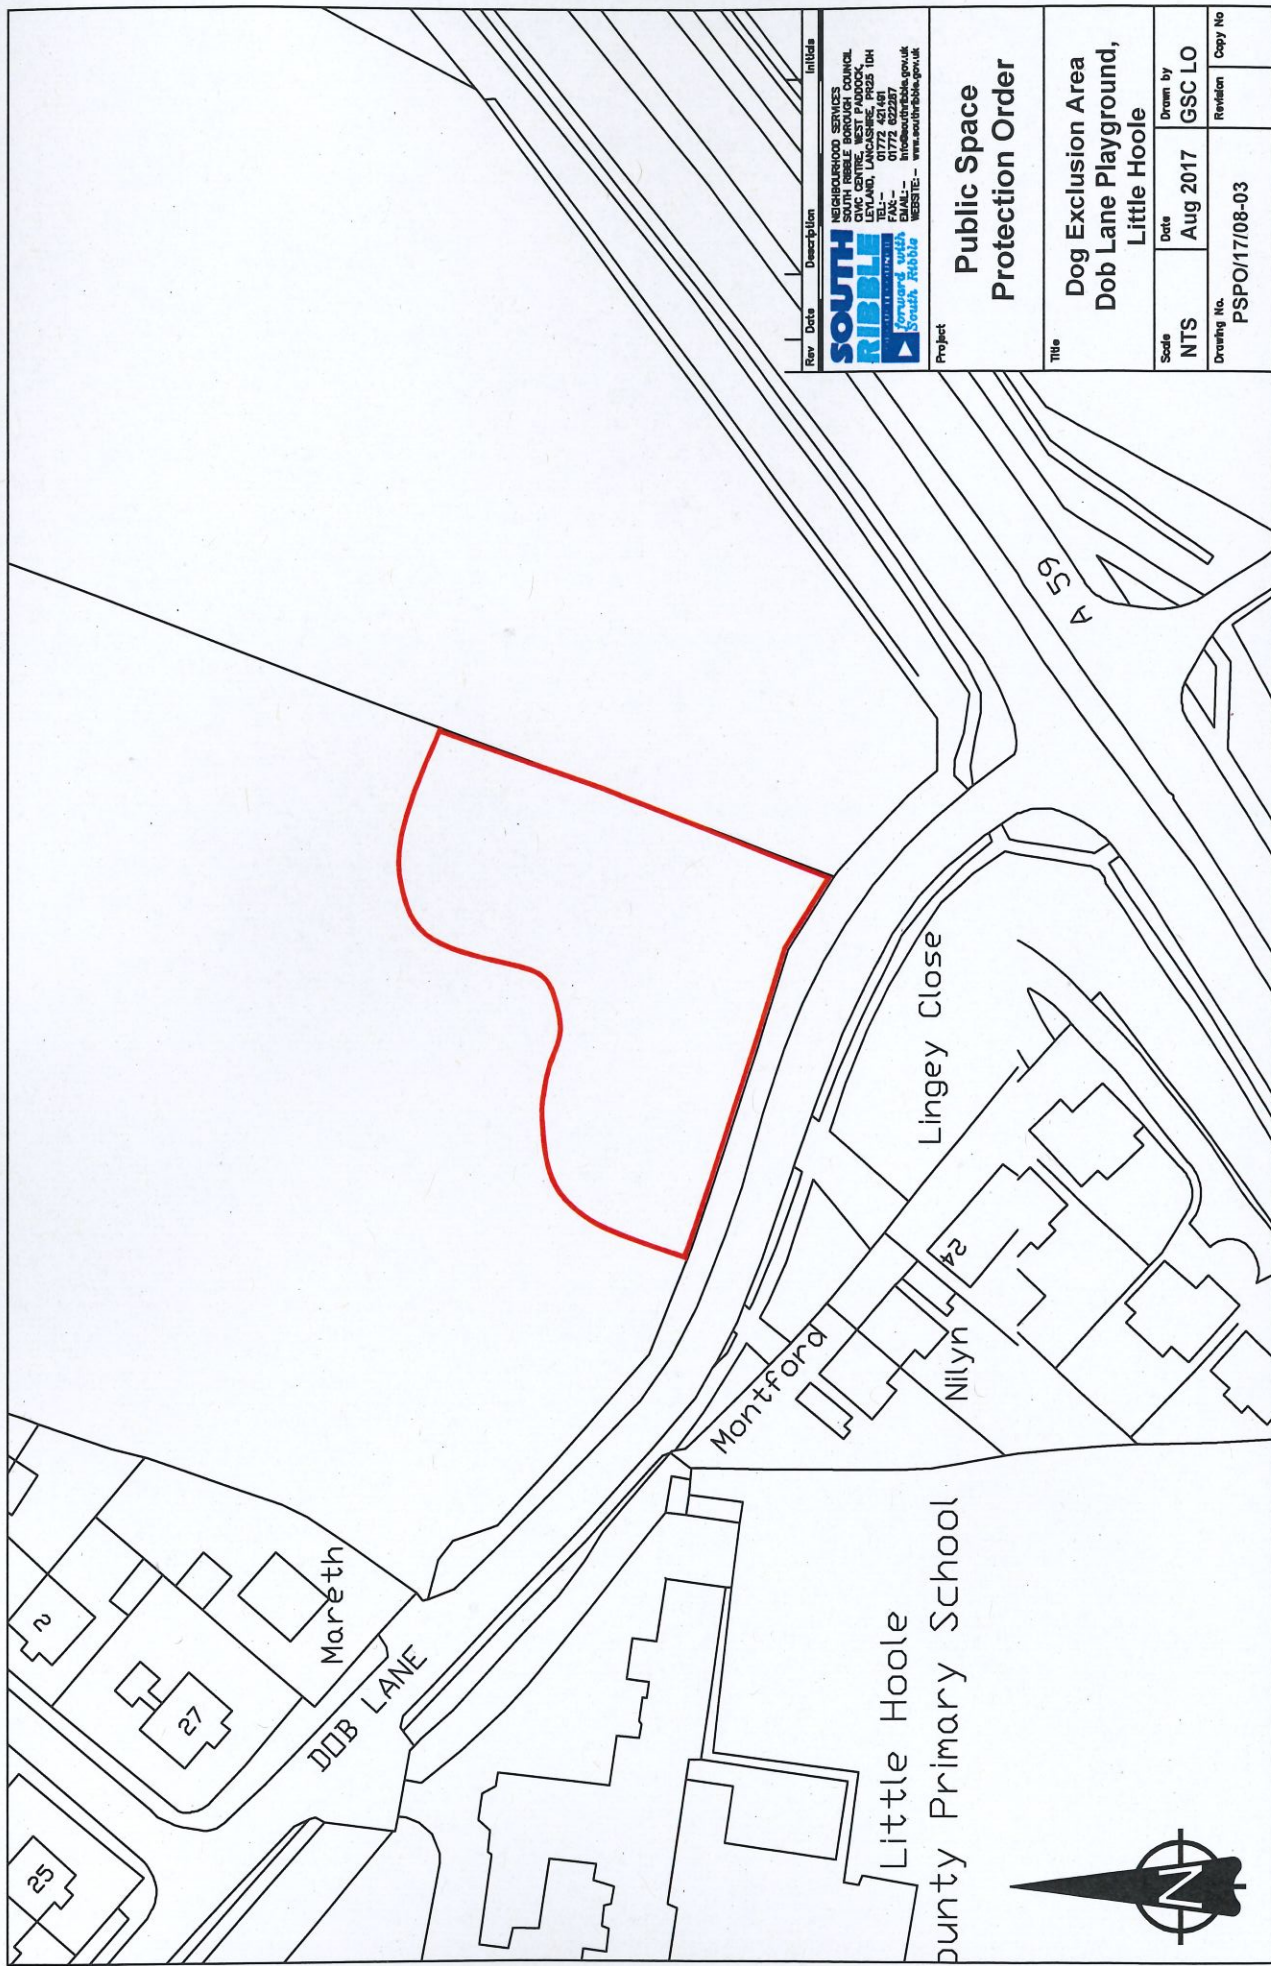 2
27
25
Mareth
DOB LANE
Little Hoole
ounty Primary School
Montford
Nilyn
24
Lingey Close
A 59
N
Rev Date Description Initials
SOUTH
RIBBLE
forward with
South Ribble
NEIGHBOURHOOD SERVICES
SOUTH RIBBLE BOROUGH COUNCIL
CIVIC CENTRE, WEST PADDOCK,
LEYLAND, LANCASHIRE, PR25 1DH
TEL:- 01772 421491
FAX:- 01772 622287
EMAIL:- info@southribble.gov.uk
WEBSITE:- www.southribble.gov.uk
Project
Public Space
Protection Order
Title
Dog Exclusion Area
Dob Lane Playground,
Little Hoole
Scale
NTS
Date
Aug 2017
Drawn by
GSC LO
Drawing No.
PSPO/17/08-03
Revision
Copy No